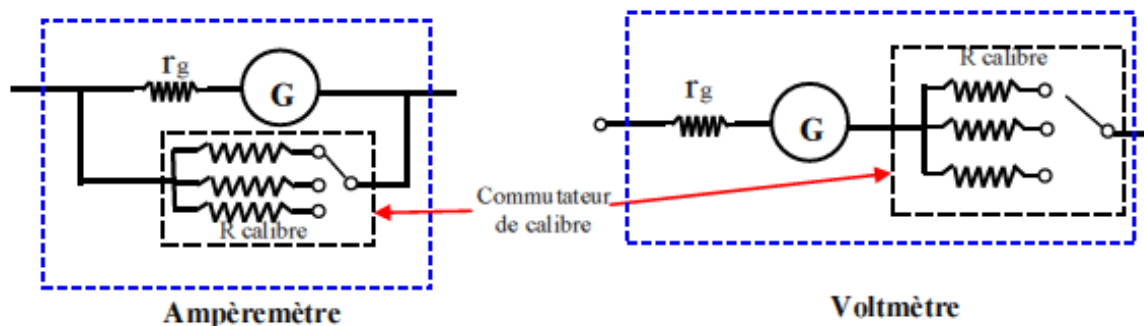 rg
G
R calibre
Ampèremètre
Commutateur
de calibre
rg
G
R calibre
Voltmètre